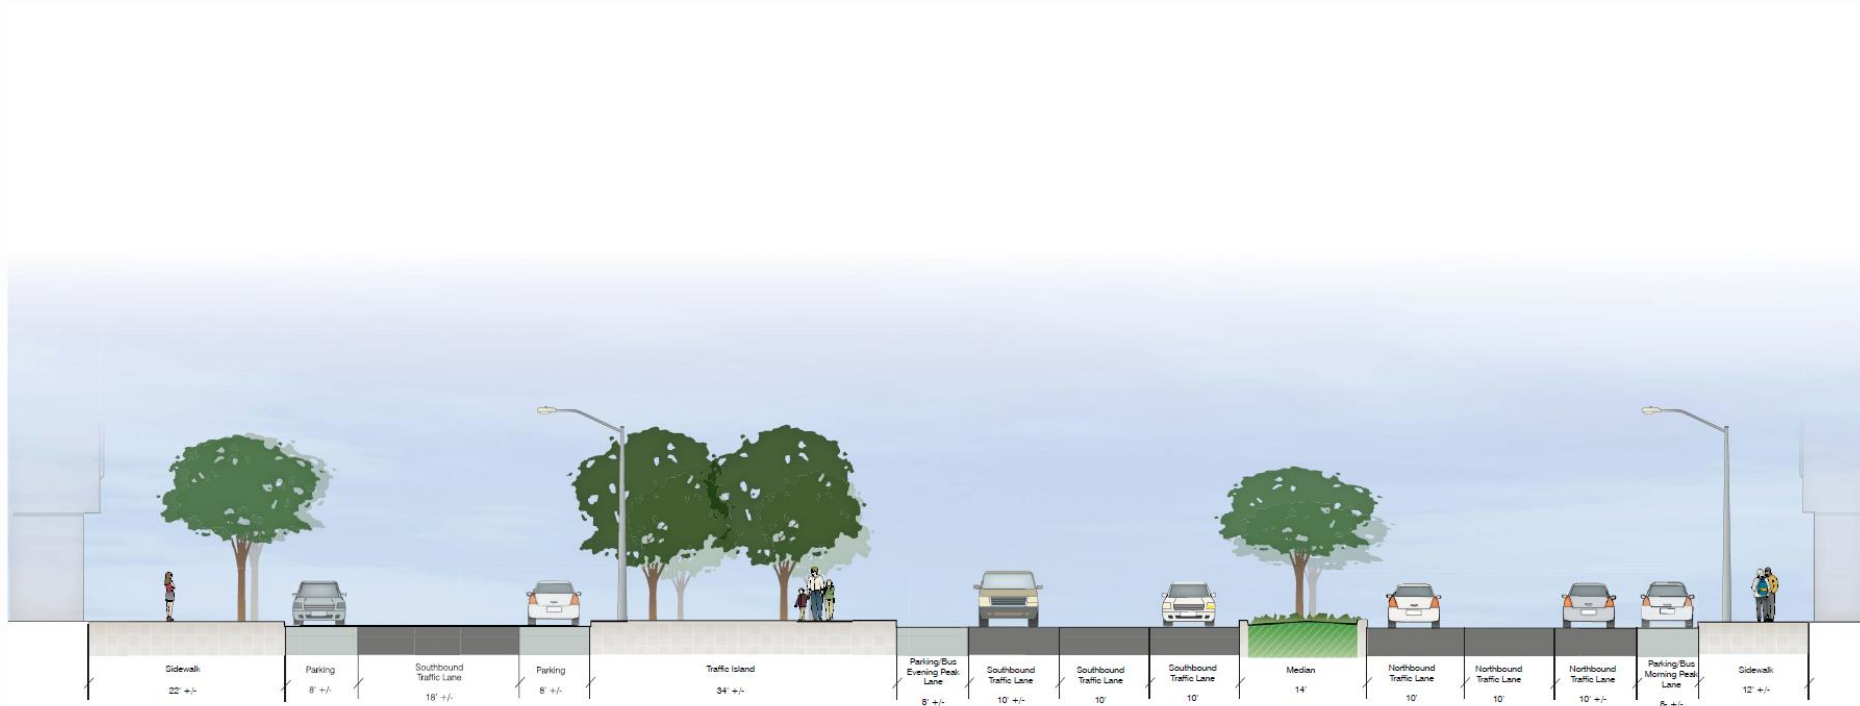 Sidewalk
22' +/-
Parking
8' +/-
Southbound
Traffic Lane
18' +/-
Parking
8' +/-
Traffic Island
34' +/-
Parking/Bus
Evening Peak
Lane
8' +/-
Southbound
Traffic Lane
10' +/-
Southbound
Traffic Lane
10'
Southbound
Traffic Lane
10'
Median
14'
Northbound
Traffic Lane
10'
Northbound
Traffic Lane
10'
Northbound
Traffic Lane
10' +/-
Parking/Bus
Morning Peak
Lane
8- +/-
Sidewalk
12' +/-